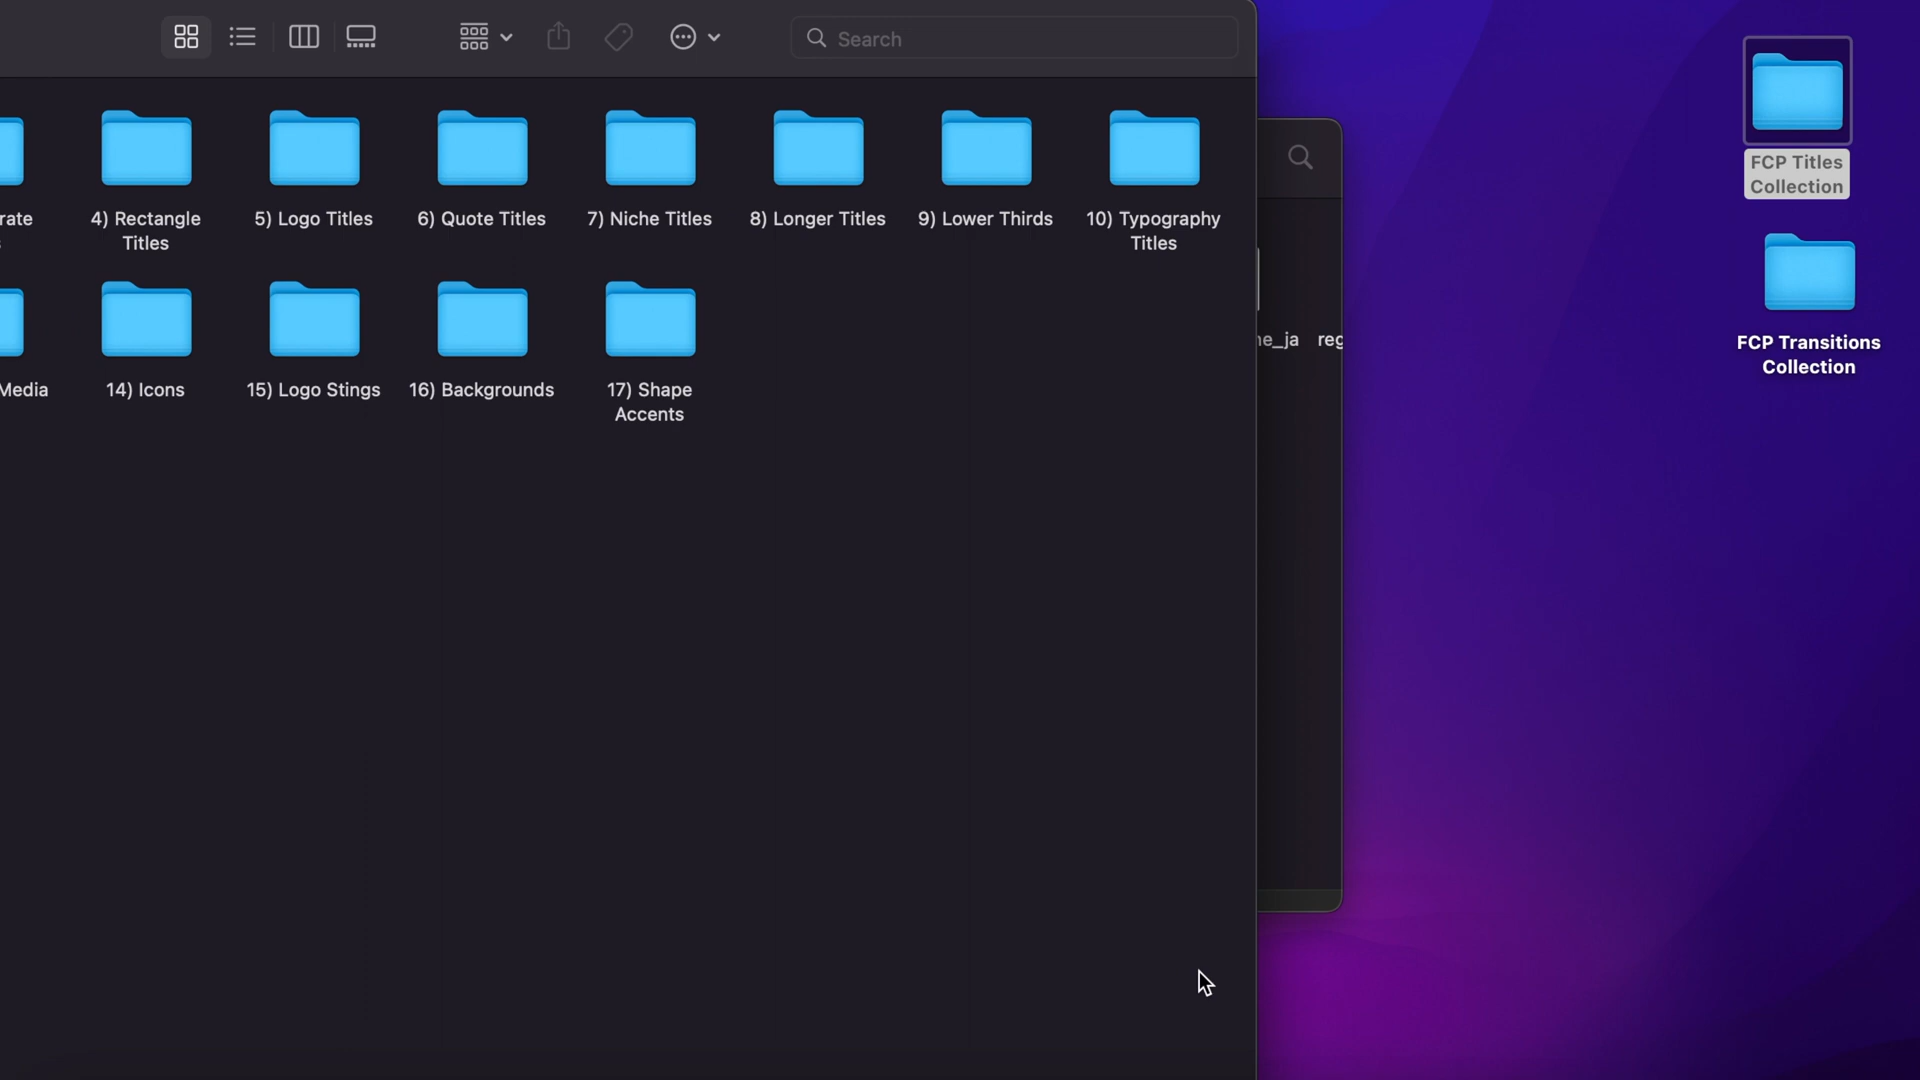 Search
rate
4) Rectangle
Titles
5) Logo Titles
6) Quote Titles
7) Niche Titles
8) Longer Titles
9) Lower Thirds
10) Typography
Titles
Media
14) Icons
15) Logo Stings
16) Backgrounds
17) Shape
Accents
ne_ja
reg
FCP Titles
Collection
FCP Transitions
Collection